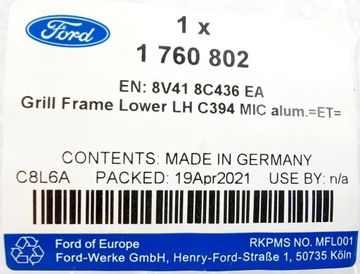 Ford
1 x
1 760 802
EN: 8V41 8C436 EA
Grill Frame Lower LH C394 MIC alum.=ET=
CONTENTS: MADE IN GERMANY
C8L6A PACKED: 19Apr2021 USE BY: n/a
Ford of Europe RKPMS NO. MFL001
Ford-Werke GmbH, Henry-Ford-Straße 1, 50735 Köln